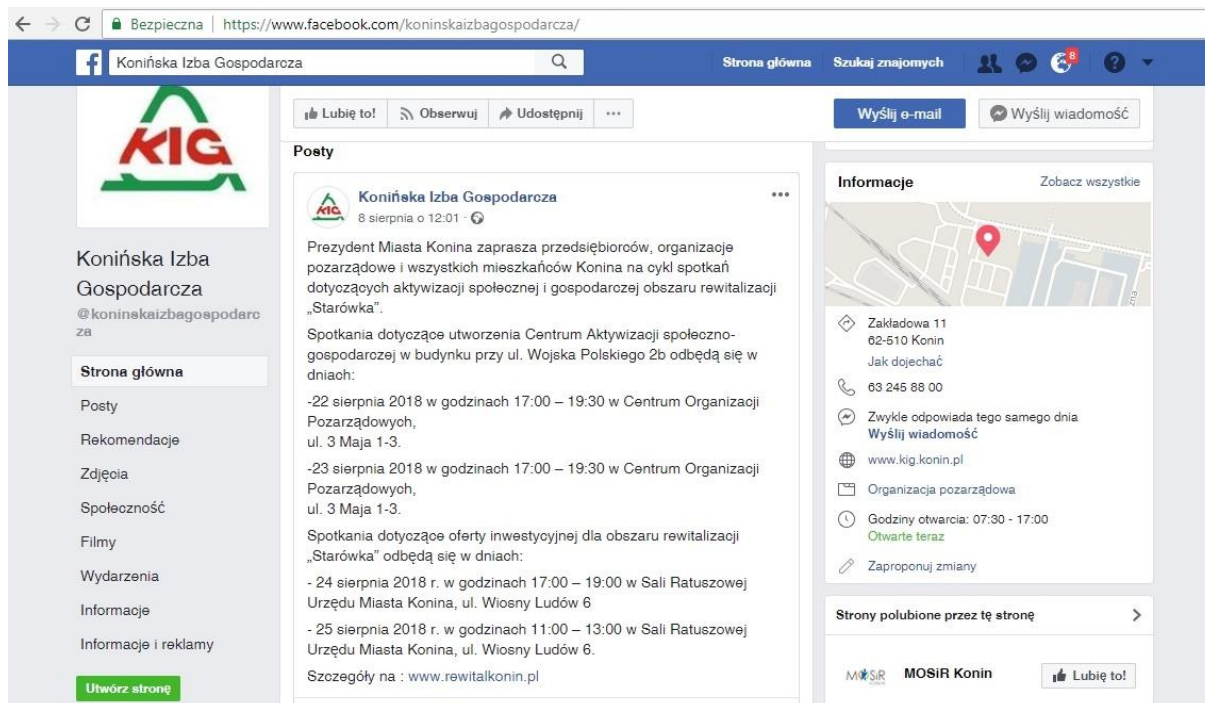 Bezpieczna | https://www.facebook.com/koninskaizbagospodarcza/
Konińska Izba Gospodarcza
Strona główna
Szukaj znajomych
8
KIG
Konińska Izba
Gospodarcza
@koninskaizbagospodarc
za
Strona główna
Posty
Rekomendacje
Zdjęcia
Społeczność
Filmy
Wydarzenia
Informacje
Informacje i reklamy
Utwórz stronę
Lubię to!
Obserwuj
Udostępnij
Wyślij e-mail
Wyślij wiadomość
Posty
KIG
Konińska Izba Gospodarcza
8 sierpnia o 12:01
Prezydent Miasta Konina zaprasza przedsiębiorców, organizacje
pozarządowe i wszystkich mieszkańców Konina na cykl spotkań
dotyczących aktywizacji społecznej i gospodarczej obszaru rewitalizacji
„Starówka”.
Spotkania dotyczące utworzenia Centrum Aktywizacji społeczno-
gospodarczej w budynku przy ul. Wojska Polskiego 2b odbędą się w
dniach:
-22 sierpnia 2018 w godzinach 17:00 – 19:30 w Centrum Organizacji
Pozarządowych,
ul. 3 Maja 1-3.
-23 sierpnia 2018 w godzinach 17:00 – 19:30 w Centrum Organizacji
Pozarządowych,
ul. 3 Maja 1-3.
Spotkania dotyczące oferty inwestycyjnej dla obszaru rewitalizacji
„Starówka” odbędą się w dniach:
- 24 sierpnia 2018 r. w godzinach 17:00 – 19:00 w Sali Ratuszowej
Urzędu Miasta Konina, ul. Wiosny Ludów 6
- 25 sierpnia 2018 r. w godzinach 11:00 – 13:00 w Sali Ratuszowej
Urzędu Miasta Konina, ul. Wiosny Ludów 6.
Szczegóły na : www.rewitalkonin.pl
Informacje
Zobacz wszystkie
Zakładowa 11
62-510 Konin
Jak dojechać
63 245 88 00
Zwykle odpowiada tego samego dnia
Wyślij wiadomość
www.kig.konin.pl
Organizacja pozarządowa
Godziny otwarcia: 07:30 - 17:00
Otwarte teraz
Zaproponuj zmiany
Strony polubione przez tę stronę
MOSiR
MOSiR Konin
Lubię to!